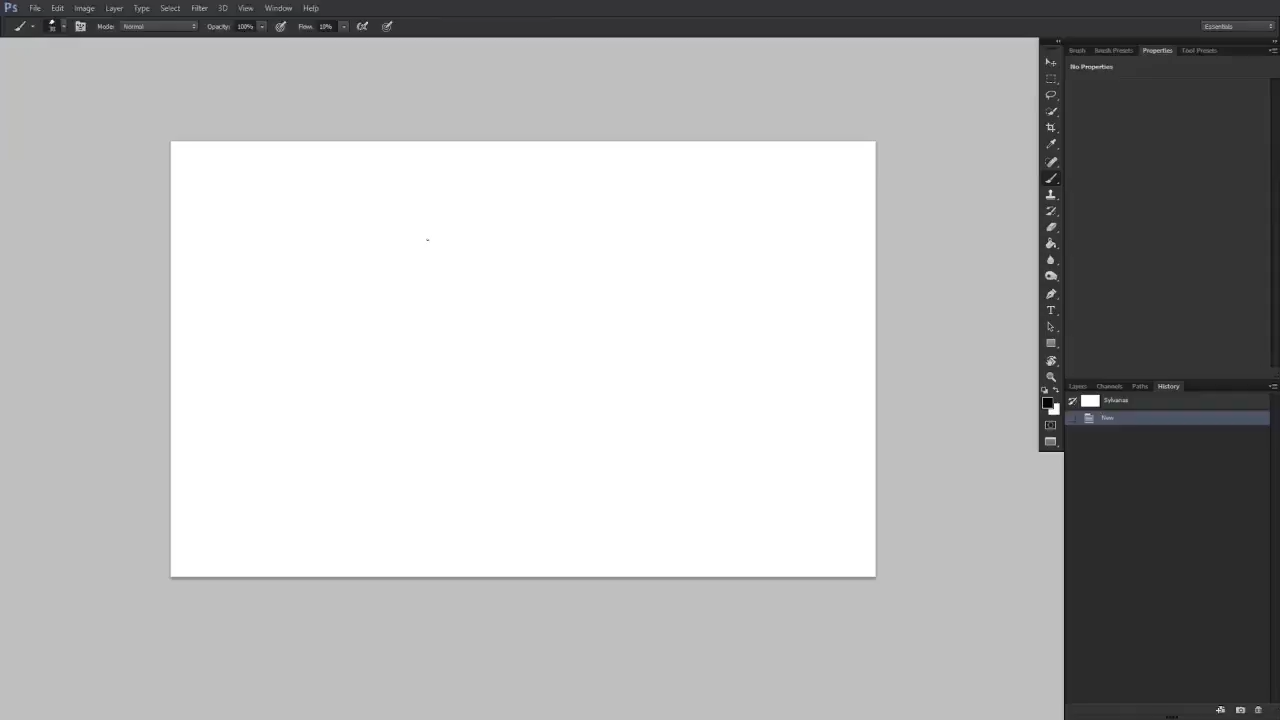 Ps File Edit Image Layer Type Select Filter 3D View Window Help
Mode: Normal Opacity: 100% Flow: 19% Essentials
Brush Brush Presets Properties Tool Presets
No Properties
Layers Channels Paths History
Sylvanas
New